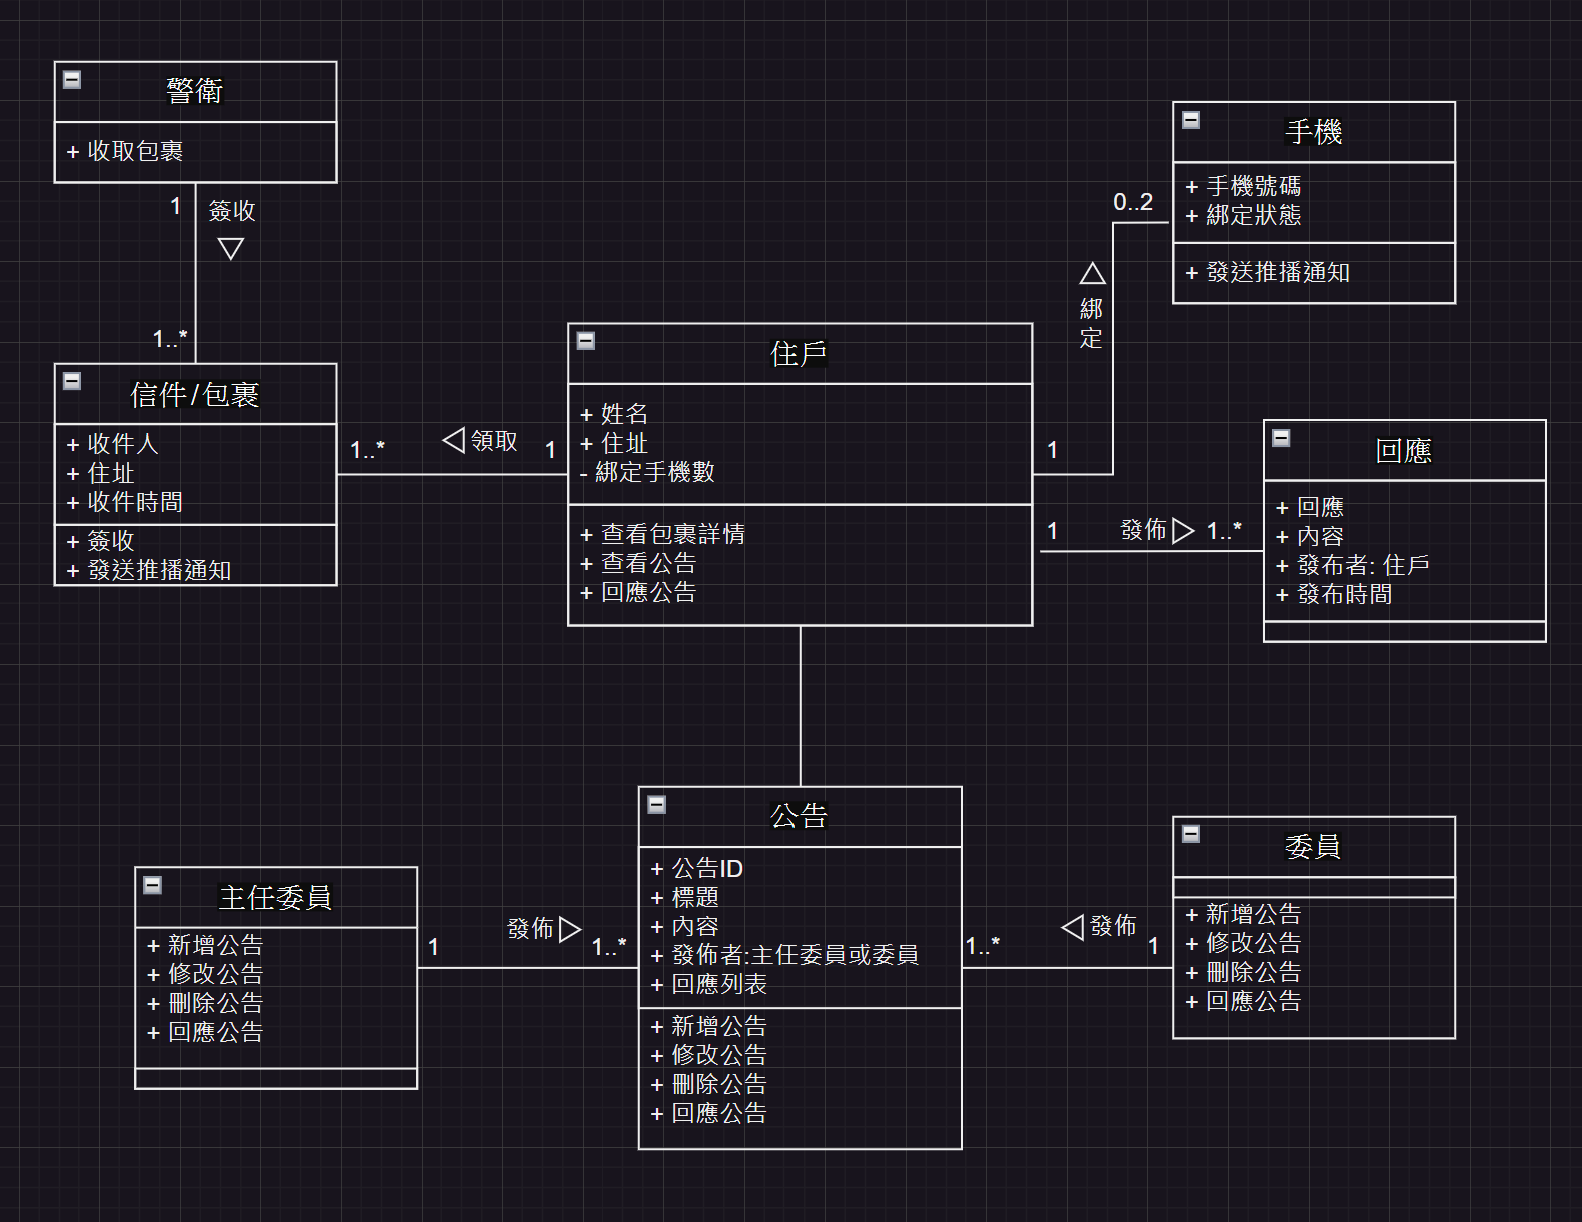 警衛
+ 收取包裹
1
簽收
1..*
信件/包裹
+ 收件人
+ 住址
+ 收件時間
+ 簽收
+ 發送推播通知
1..*
領取
1
住戶
+ 姓名
+ 住址
- 綁定手機數
+ 查看包裹詳情
+ 查看公告
+ 回應公告
1
綁
定
0..2
手機
+ 手機號碼
+ 綁定狀態
+ 發送推播通知
1
發佈
1..*
回應
+ 回應
+ 內容
+ 發布者: 住戶
+ 發布時間
主任委員
+ 新增公告
+ 修改公告
+ 刪除公告
+ 回應公告
1
發佈
1..*
公告
+ 公告ID
+ 標題
+ 內容
+ 發佈者:主任委員或委員
+ 回應列表
+ 新增公告
+ 修改公告
+ 刪除公告
+ 回應公告
1..*
發佈
1
委員
+ 新增公告
+ 修改公告
+ 刪除公告
+ 回應公告